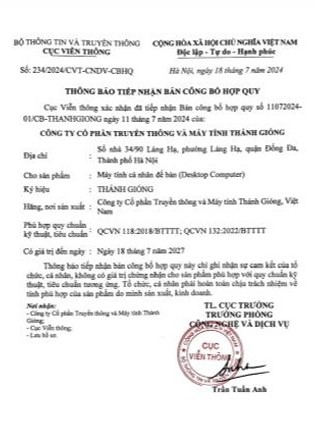 BỘ THÔNG TIN VÀ TRUYỀN THÔNG
CỤC VIỄN THÔNG
CỘNG HÒA XÃ HỘI CHỦ NGHĨA VIỆT NAM
Độc lập - Tự do - Hạnh phúc
Số: 234/2024/CVT-CNDV-CBHQ
Hà Nội, ngày 18 tháng 7 năm 2024
THÔNG BÁO TIẾP NHẬN BẢN CÔNG BỐ HỢP QUY
Cục Viễn thông xác nhận đã tiếp nhận Bản công bố hợp quy số 11072024-
01/CB-THANHGIONG ngày 11 tháng 7 năm 2024 của:
CÔNG TY CỔ PHẦN TRUYỀN THÔNG VÀ MÁY TÍNH THÁNH GIÓNG
Địa chỉ : Số nhà 34/90 Láng Hạ, phường Láng Hạ, quận Đống Đa,
Thành phố Hà Nội
Cho sản phẩm : Máy tính cá nhân để bàn (Desktop Computer)
Ký hiệu : THÁNH GIÓNG
Hãng, nơi sản xuất : Công ty Cổ Phần Truyền thông và Máy tính Thánh Gióng, Việt
Nam
Phù hợp quy chuẩn
kỹ thuật, tiêu chuẩn : QCVN 118:2018/BTTTT; QCVN 132:2022/BTTTT
Có giá trị đến ngày : Ngày 18 tháng 7 năm 2027
Thông báo tiếp nhận bản công bố hợp quy này chỉ ghi nhận sự cam kết của tổ
chức, cá nhân, không có giá trị chứng nhận cho sản phẩm phù hợp với quy chuẩn kỹ
thuật, tiêu chuẩn tương ứng. Tổ chức, cá nhân phải hoàn toàn chịu trách nhiệm về
tính phù hợp của sản phẩm do mình sản xuất, kinh doanh.
Nơi nhận:
- Công ty Cổ Phần Truyền thông và Máy tính Thánh
Gióng;
- Cục Viễn thông;
- Lưu hồ sơ.
TL. CỤC TRƯỞNG
TRƯỞNG PHÒNG
CÔNG NGHỆ VÀ DỊCH VỤ
CỤC
VIỄN THÔNG
Trần Tuấn Anh